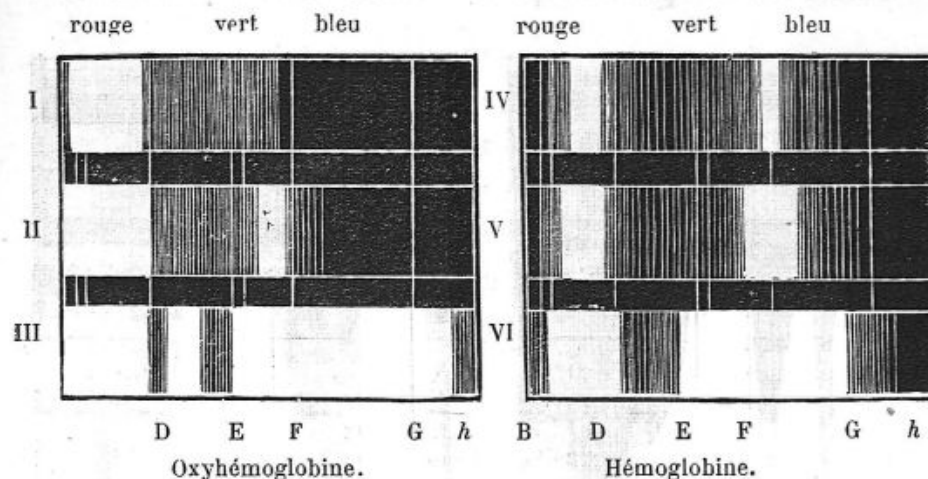 rouge vert bleu rouge vert bleu
I IV
II V
III VI
D E F G h B D E F G h
Oxyhémoglobine. Hémoglobine.